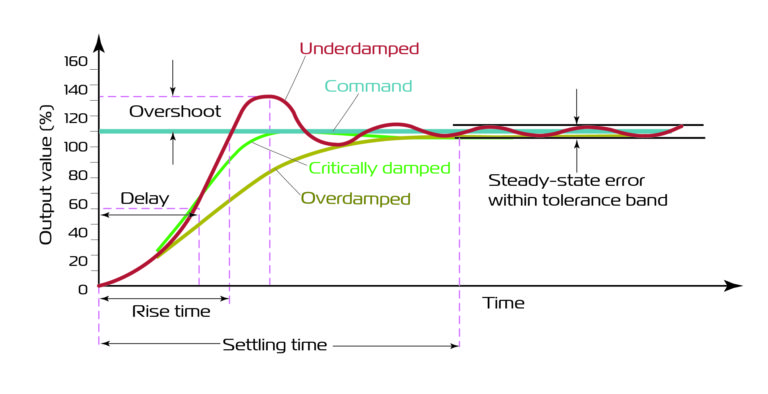 Underdamped
160
Command
140
Overshoot
120
100
Critically damped
80
Steady-state error
within tolerance band
Delay
Overdamped
60
40
20
0
Output value (%)
Time
Rise time
Settling time